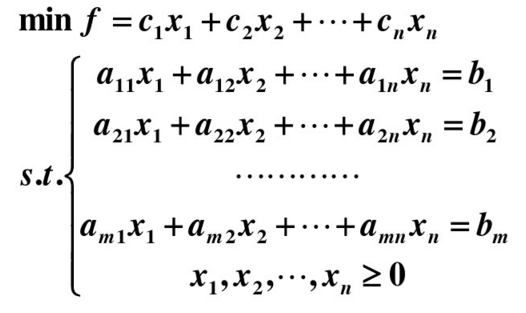 min f = c₁x₁ + c₂x₂ + ⋯ + cₙxₙ
a₁₁x₁ + a₁₂x₂ + ⋯ + a₁ₙxₙ = b₁
a₂₁x₁ + a₂₂x₂ + ⋯ + a₂ₙxₙ = b₂
s.t. ⋯⋯⋯⋯
aₘ₁x₁ + aₘ₂x₂ + ⋯ + aₘₙxₙ = bₘ
x₁, x₂, ⋯, xₙ ≥ 0